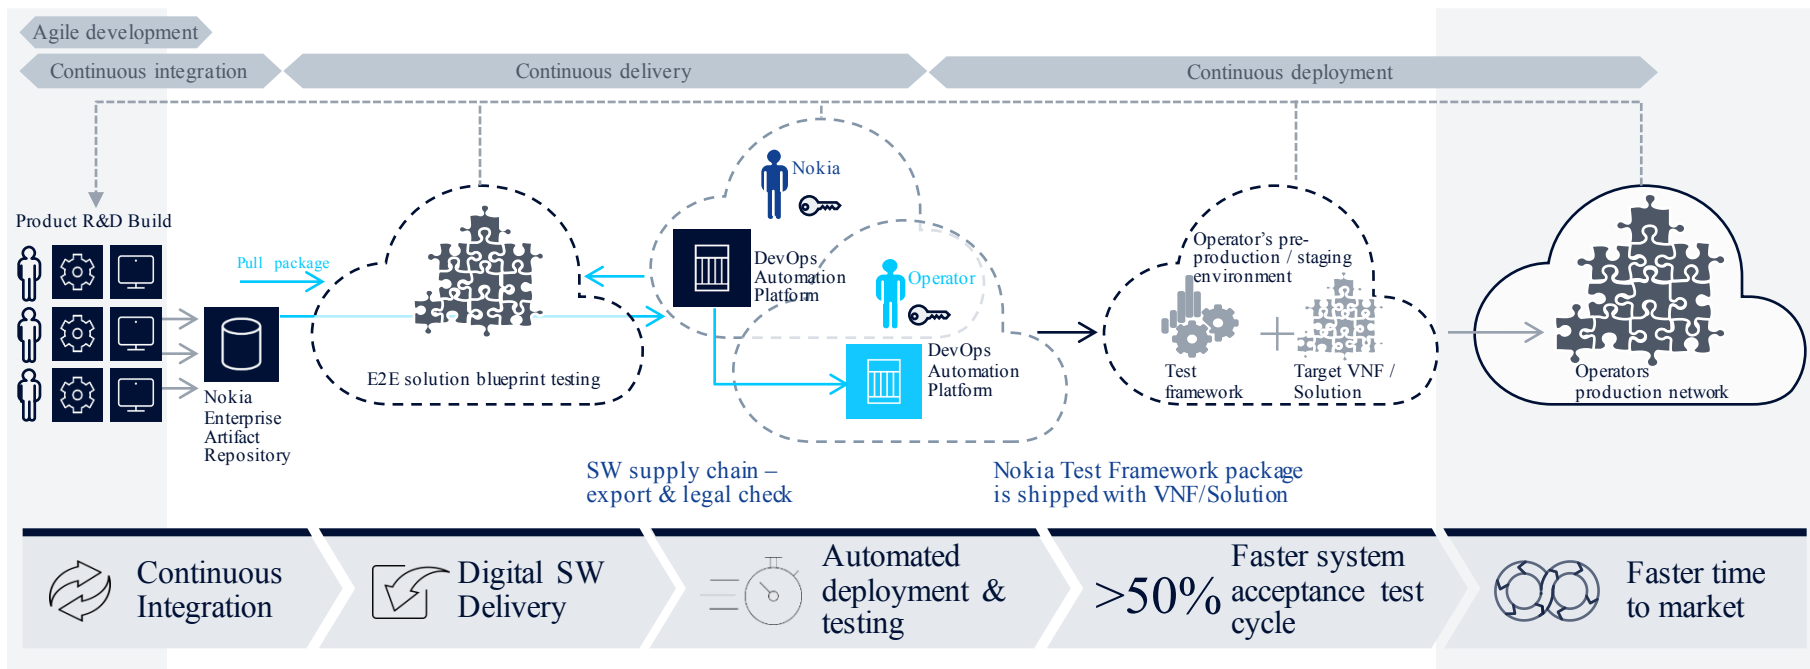 Agile development
Continuous integration
Continuous delivery
Continuous deployment
Product R&D Build
Pull package
Nokia
Enterprise
Artifact
Repository
E2E solution blueprint testing
Nokia
DevOps
Automation
Platform
Operator
DevOps
Automation
Platform
Operator's pre-
production / staging
environment
Test
framework
Target VNF /
Solution
Operators
production network
SW supply chain –
export & legal check
Nokia Test Framework package
is shipped with VNF/Solution
Continuous
Integration
Digital SW
Delivery
Automated
deployment &
testing
>50%
Faster system
acceptance test
cycle
Faster time
to market